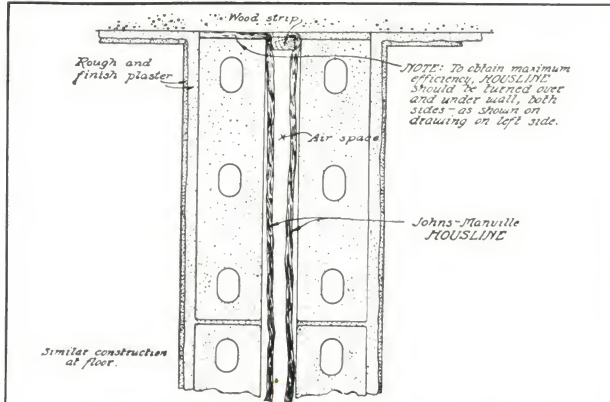 Wood strip
Rough and
finish plaster
NOTE: To obtain maximum
efficiency, HOUSLINE
should be turned over
and under wall, both
sides - as shown on
drawing on left side.
Air space
Johns-Manville
HOUSLINE
Similar construction
at floor.